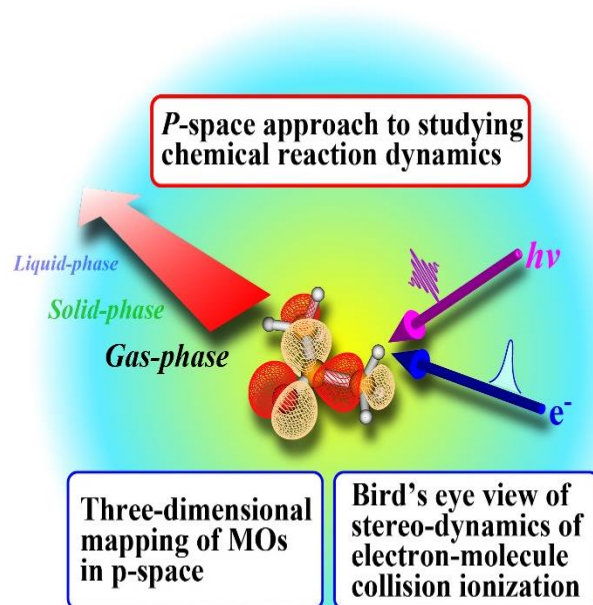 P-space approach to studying
chemical reaction dynamics
Liquid-phase
Solid-phase
Gas-phase
hν
e⁻
Three-dimensional
mapping of MOs
in p-space
Bird's eye view of
stereo-dynamics of
electron-molecule
collision ionization